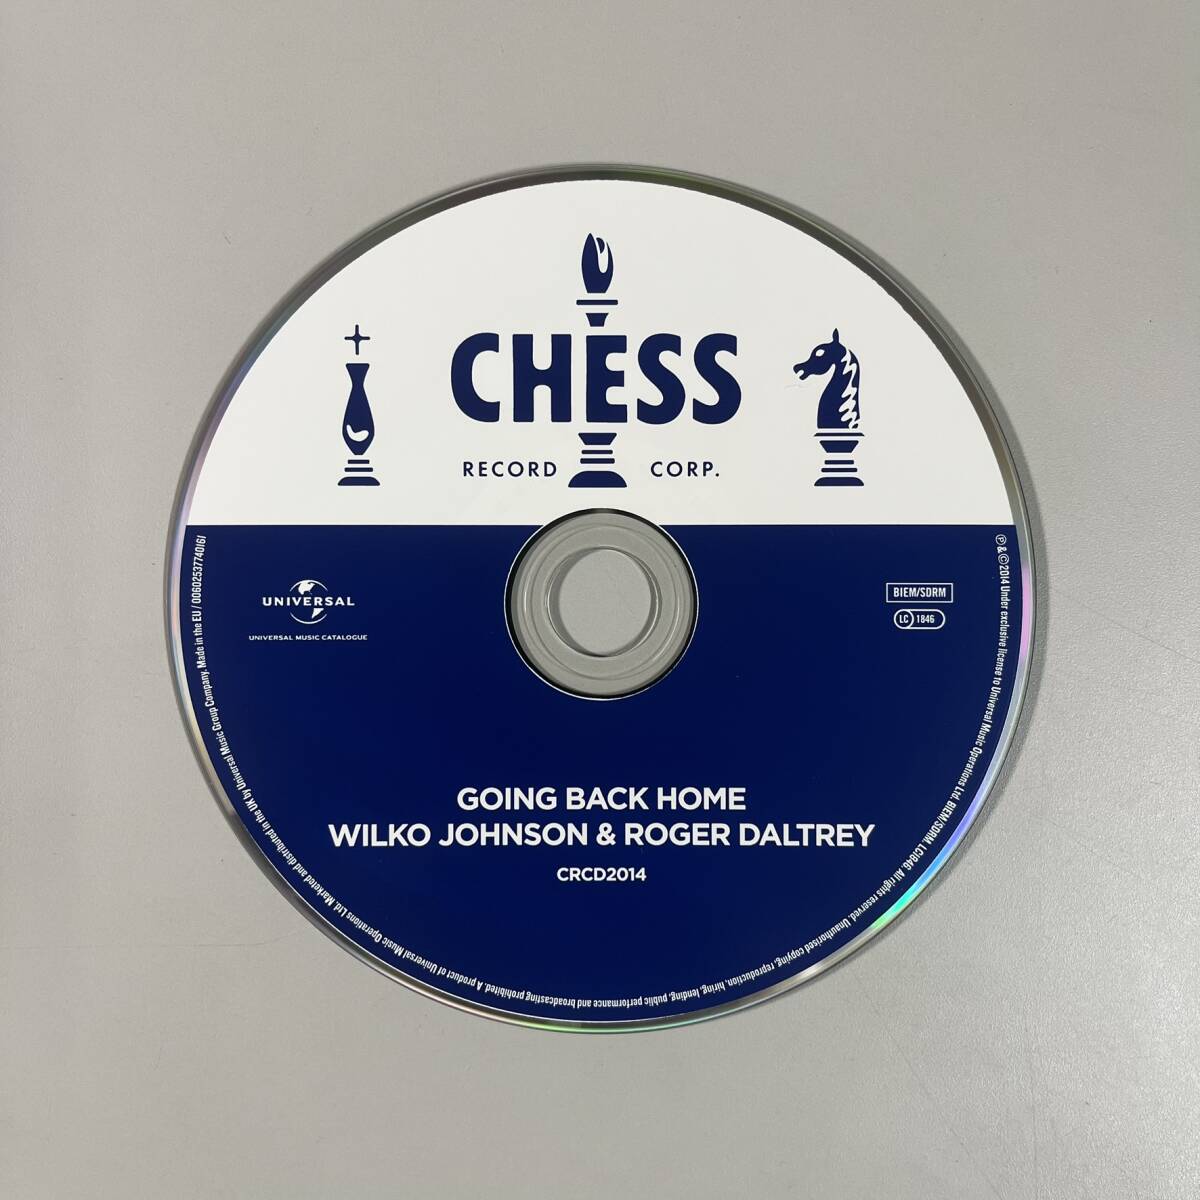 CHESS
RECORD CORP.
UNIVERSAL
UNIVERSAL MUSIC CATALOGUE
BIEM/SDRM
LC 1846
GOING BACK HOME
WILKO JOHNSON & ROGER DALTREY
CRCD2014
℗ & © 2014 Under exclusive license to Universal Music Operations Ltd. BIEM/SDRM. LC1846. All rights reserved. Unauthorised copying, reproduction, hiring, lending, public performance and broadcasting prohibited. A product of Universal Music Operations Ltd. Marketed and distributed in the UK by Universal Music Group Company. Made in the EU / 00602537740161